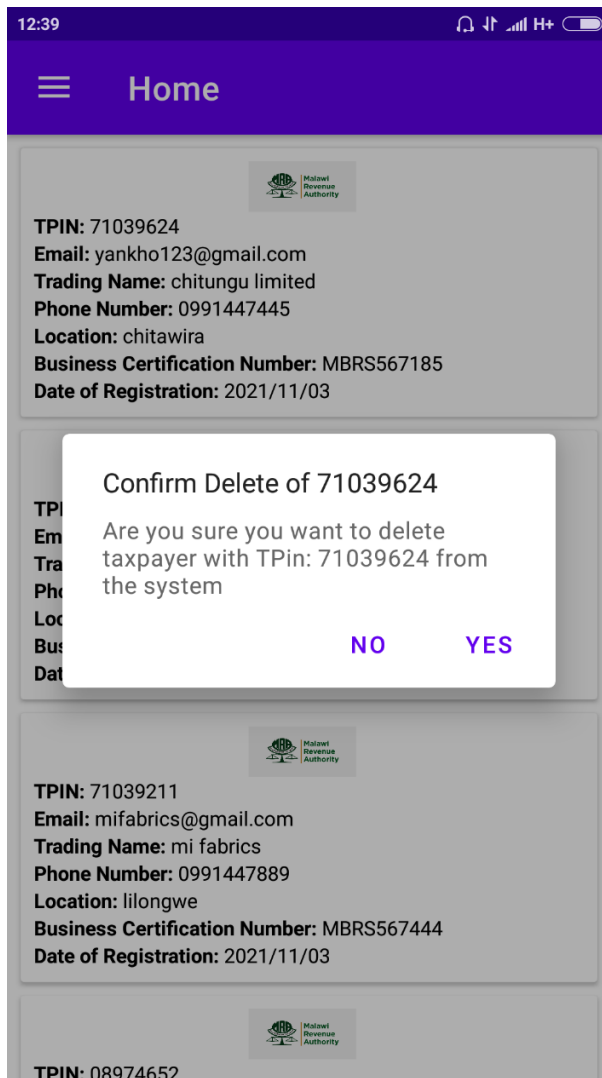 12:39
H+
Home
MRA Malawi
Revenue
Authority
TPIN: 71039624
Email: yankho123@gmail.com
Trading Name: chitungu limited
Phone Number: 0991447445
Location: chitawira
Business Certification Number: MBRS567185
Date of Registration: 2021/11/03
Confirm Delete of 71039624
Are you sure you want to delete
taxpayer with TPin: 71039624 from
the system
NO YES
MRA Malawi
Revenue
Authority
TPIN: 71039211
Email: mifabrics@gmail.com
Trading Name: mi fabrics
Phone Number: 0991447889
Location: lilongwe
Business Certification Number: MBRS567444
Date of Registration: 2021/11/03
MRA Malawi
Revenue
Authority
TPIN: 08974652